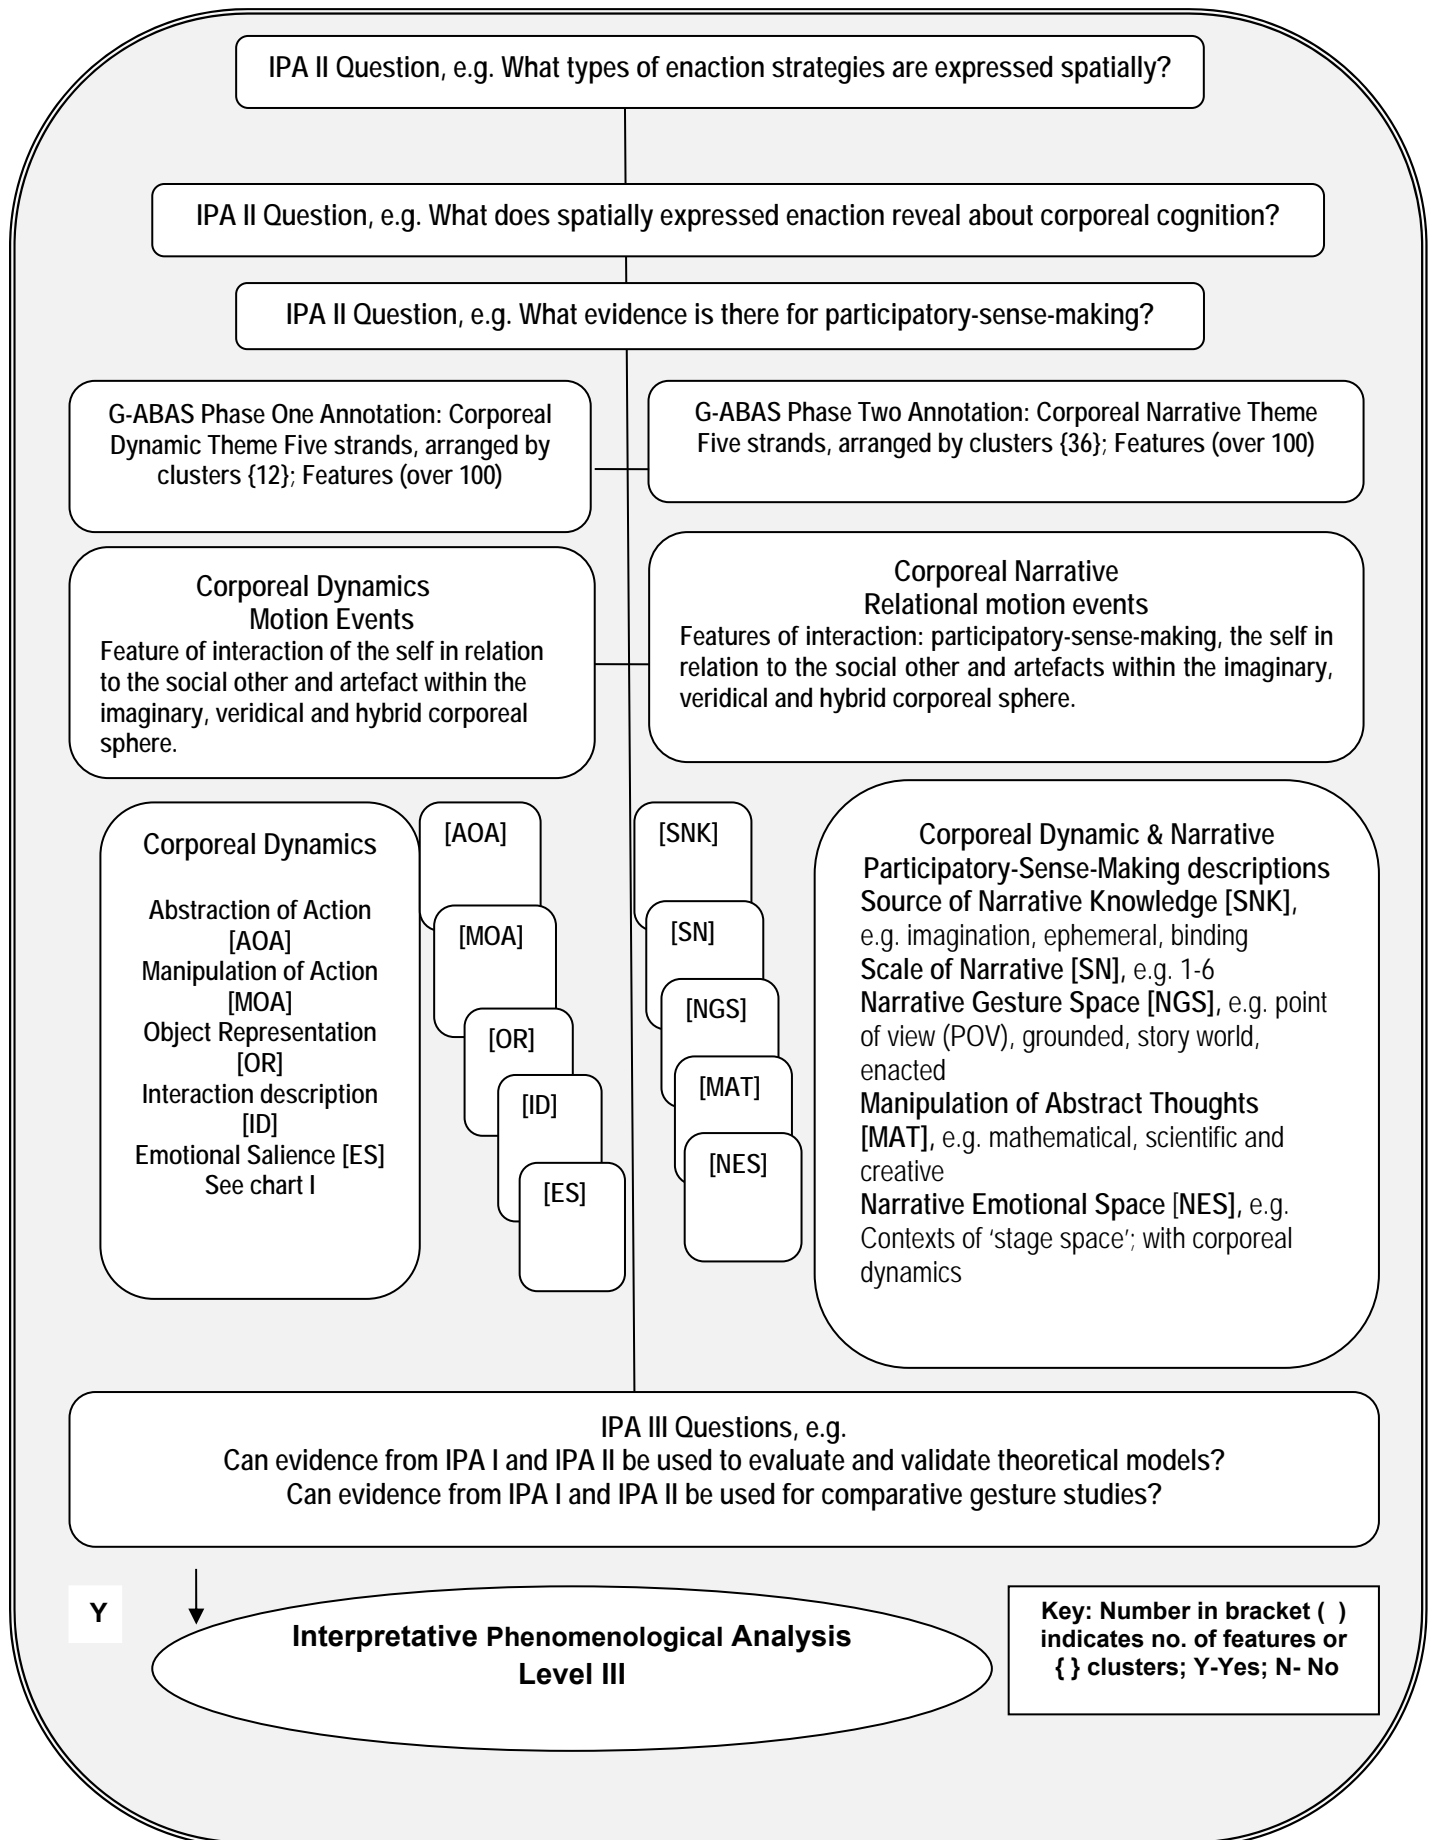 IPA II Question, e.g. What types of enaction strategies are expressed spatially?
IPA II Question, e.g. What does spatially expressed enaction reveal about corporeal cognition?
IPA II Question, e.g. What evidence is there for participatory-sense-making?
G-ABAS Phase One Annotation: Corporeal
Dynamic Theme Five strands, arranged by
clusters {12}; Features (over 100)
G-ABAS Phase Two Annotation: Corporeal Narrative Theme
Five strands, arranged by clusters {36}; Features (over 100)
Corporeal Dynamics
Motion Events
Feature of interaction of the self in relation
to the social other and artefact within the
imaginary, veridical and hybrid corporeal
sphere.
Corporeal Narrative
Relational motion events
Features of interaction: participatory-sense-making, the self in
relation to the social other and artefacts within the imaginary,
veridical and hybrid corporeal sphere.
Corporeal Dynamics
Abstraction of Action
[AOA]
Manipulation of Action
[MOA]
Object Representation
[OR]
Interaction description
[ID]
Emotional Salience [ES]
See chart I
[AOA]
[MOA]
[OR]
[ID]
[ES]
[SNK]
[SN]
[NGS]
[MAT]
[NES]
Corporeal Dynamic & Narrative
Participatory-Sense-Making descriptions
Source of Narrative Knowledge [SNK],
e.g. imagination, ephemeral, binding
Scale of Narrative [SN], e.g. 1-6
Narrative Gesture Space [NGS], e.g. point
of view (POV), grounded, story world,
enacted
Manipulation of Abstract Thoughts
[MAT], e.g. mathematical, scientific and
creative
Narrative Emotional Space [NES], e.g.
Contexts of ‘stage space’; with corporeal
dynamics
IPA III Questions, e.g.
Can evidence from IPA I and IPA II be used to evaluate and validate theoretical models?
Can evidence from IPA I and IPA II be used for comparative gesture studies?
Y
Interpretative Phenomenological Analysis
Level III
Key: Number in bracket ( )
indicates no. of features or
{ } clusters; Y-Yes; N- No